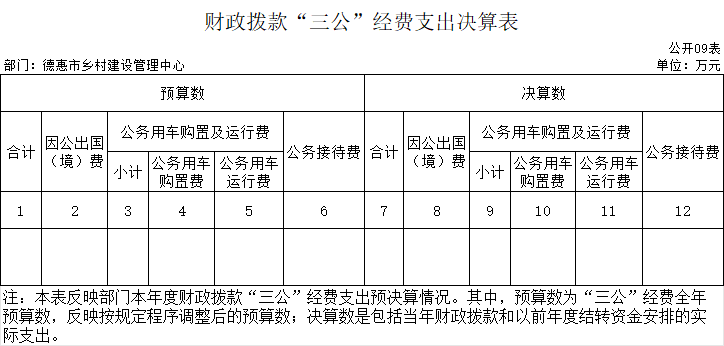 财政拨款“三公”经费支出决算表
公开09表
部门：德惠市乡村建设管理中心 单位：万元
预算数 决算数
合计 因公出国（境）费 公务用车购置及运行费 公务接待费 合计 因公出国（境）费 公务用车购置及运行费 公务接待费
小计 公务用车购置费 公务用车运行费 小计 公务用车购置费 公务用车运行费
1 2 3 4 5 6 7 8 9 10 11 12
注：本表反映部门本年度财政拨款“三公”经费支出预决算情况。其中，预算数为“三公”经费全年
预算数，反映按规定程序调整后的预算数；决算数是包括当年财政拨款和以前年度结转资金安排的实
际支出。